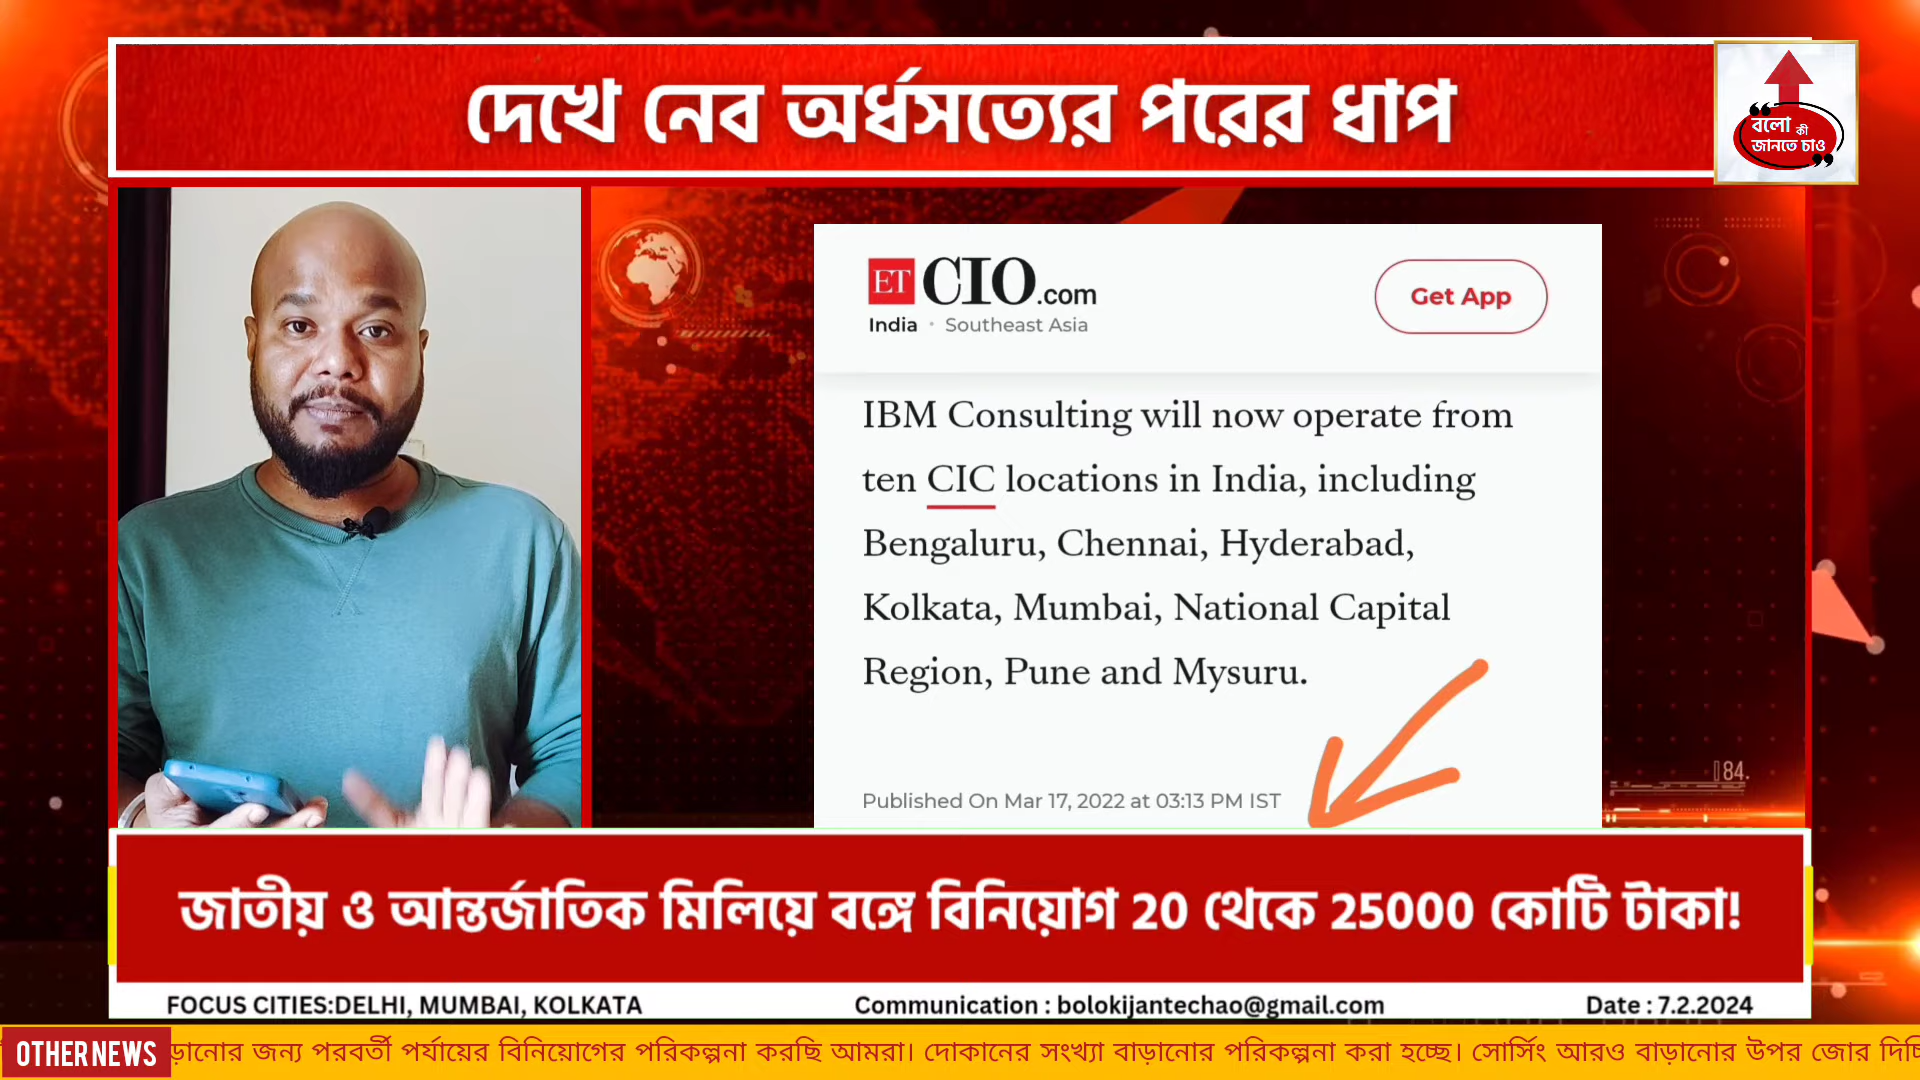 দেখে নেব অর্ধসত্যের পরের ধাপ
বলো কী
জানতে চাও
ET CIO.com
India · Southeast Asia
Get App
IBM Consulting will now operate from
ten CIC locations in India, including
Bengaluru, Chennai, Hyderabad,
Kolkata, Mumbai, National Capital
Region, Pune and Mysuru.
84.
Published On Mar 17, 2022 at 03:13 PM IST
জাতীয় ও আন্তর্জাতিক মিলিয়ে বঙ্গে বিনিয়োগ 20 থেকে 25000 কোটি টাকা!
FOCUS CITIES:DELHI, MUMBAI, KOLKATA
Communication : bolokijantechao@gmail.com
Date : 7.2.2024
OTHER NEWS
জন্য পরবর্তী পর্যায়ের বিনিয়োগের পরিকল্পনা করছি আমরা। দোকানের সংখ্যা বাড়ানোর পরিকল্পনা করা হচ্ছে। সোর্সিং আরও বাড়ানোর উপর জোর